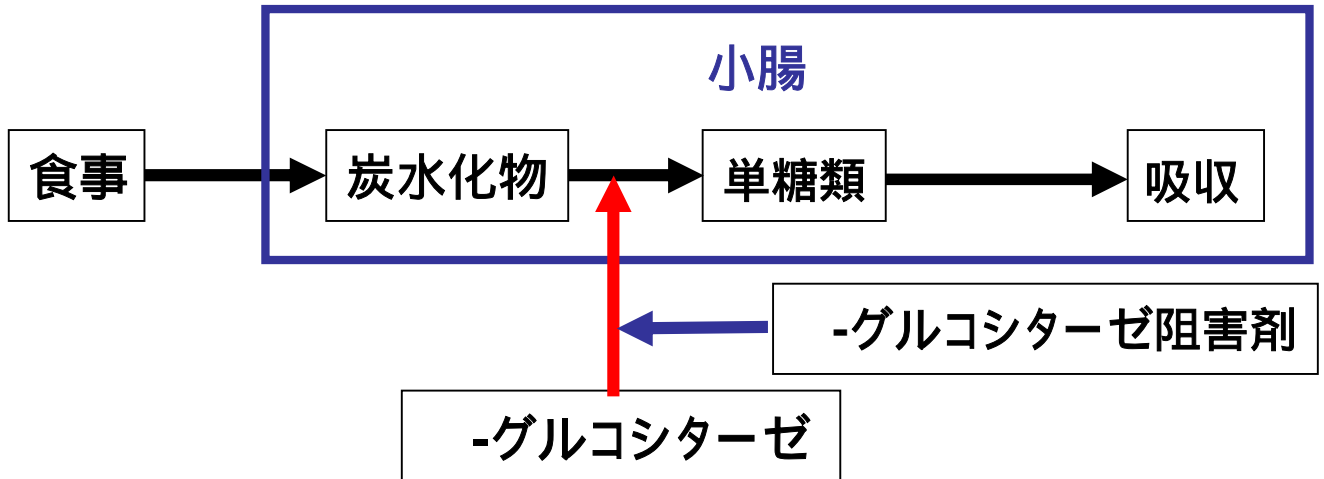 小腸
食事
炭水化物
単糖類
吸収
-グルコシターゼ阻害剤
-グルコシターゼ